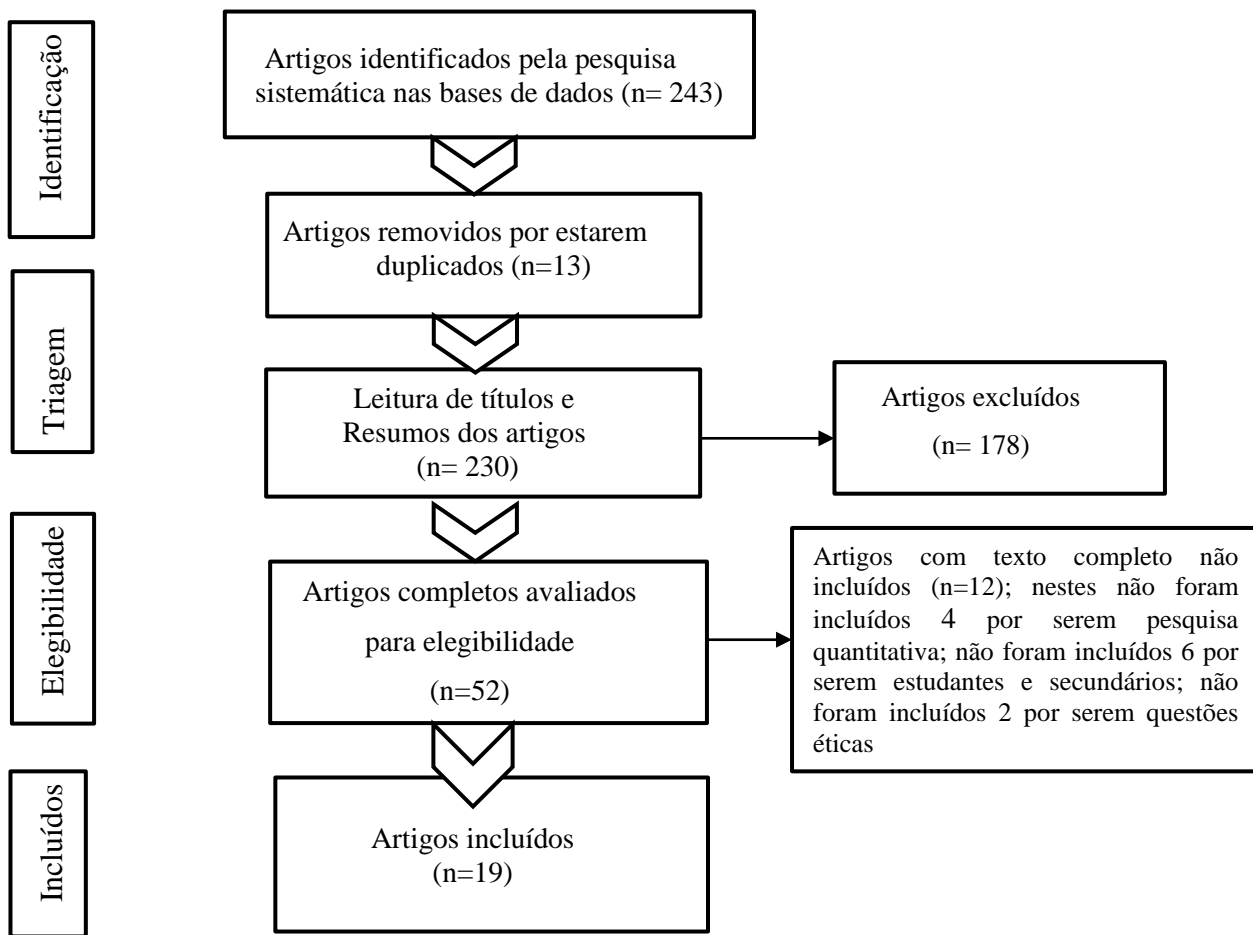 Identificação
Artigos identificados pela pesquisa
sistemática nas bases de dados (n= 243)
Artigos removidos por estarem
duplicados (n=13)
Triagem
Leitura de títulos e
Resumos dos artigos
(n= 230)
Artigos excluídos
(n= 178)
Elegibilidade
Artigos completos avaliados
para elegibilidade
(n=52)
Artigos com texto completo não
incluídos (n=12); nestes não foram
incluídos 4 por serem pesquisa
quantitativa; não foram incluídos 6 por
serem estudantes e secundários; não
foram incluídos 2 por serem questões
éticas
Incluídos
Artigos incluídos
(n=19)